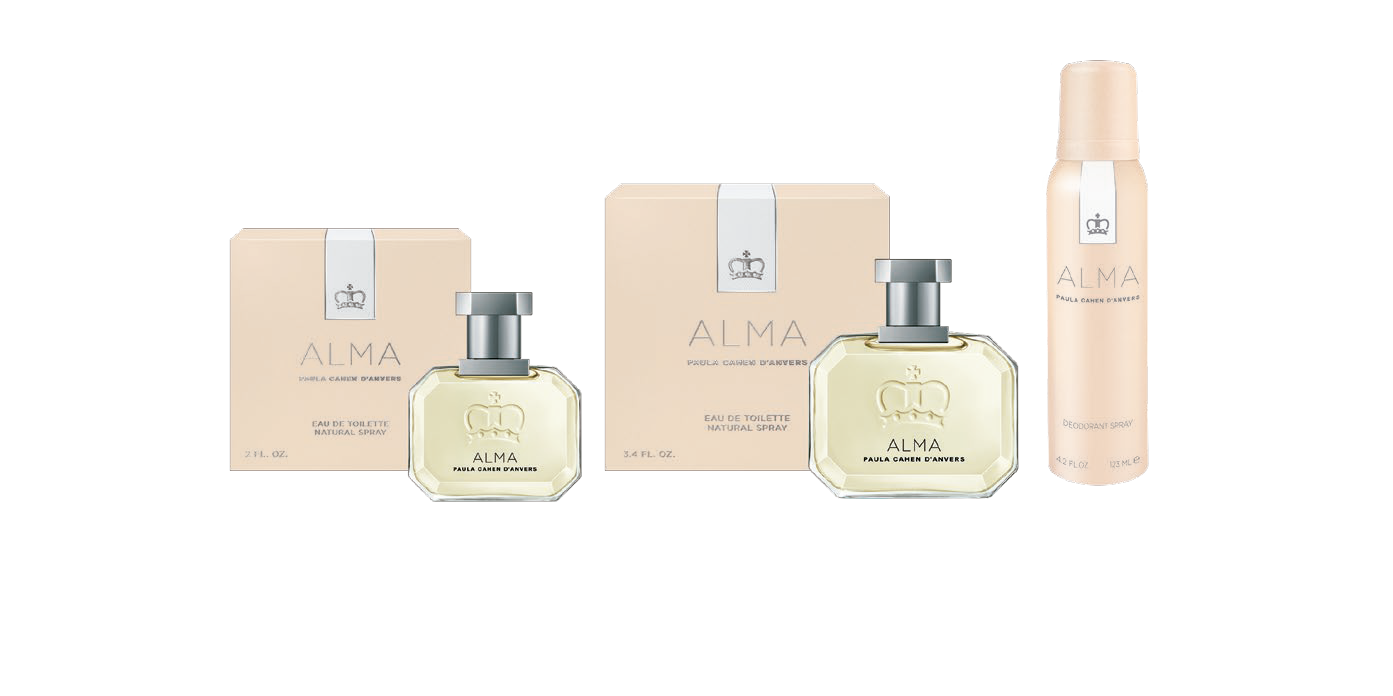 ALMA
PAULA CAHEN D'ANVERS
EAU DE TOILETTE
NATURAL SPRAY
2 FL. OZ.
ALMA
PAULA CAHEN D'ANVERS
ALMA
PAULA CAHEN D'ANVERS
EAU DE TOILETTE
NATURAL SPRAY
3.4 FL. OZ.
ALMA
PAULA CAHEN D'ANVERS
ALMA
PAULA CAHEN D'ANVERS
DEODORANT SPRAY
4.2 FL.OZ. 123 ML ℮